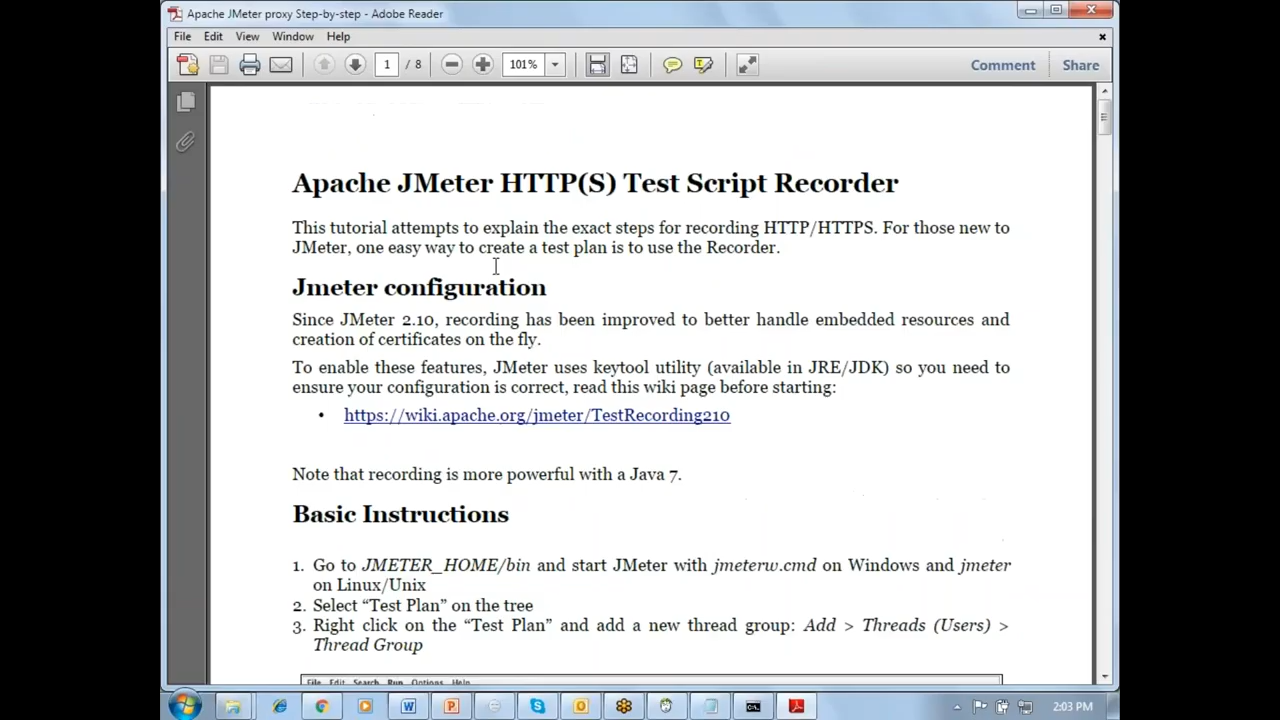 Apache JMeter proxy Step-by-step - Adobe Reader
File Edit View Window Help
1 / 8 101% Comment Share
Apache JMeter HTTP(S) Test Script Recorder
This tutorial attempts to explain the exact steps for recording HTTP/HTTPS. For those new to
JMeter, one easy way to create a test plan is to use the Recorder.
Jmeter configuration
Since JMeter 2.10, recording has been improved to better handle embedded resources and
creation of certificates on the fly.
To enable these features, JMeter uses keytool utility (available in JRE/JDK) so you need to
ensure your configuration is correct, read this wiki page before starting:
• https://wiki.apache.org/jmeter/TestRecording210
Note that recording is more powerful with a Java 7.
Basic Instructions
1. Go to JMETER_HOME/bin and start JMeter with jmeterw.cmd on Windows and jmeter
on Linux/Unix
2. Select “Test Plan” on the tree
3. Right click on the “Test Plan” and add a new thread group: Add > Threads (Users) >
Thread Group
File Edit Search Run Options Help
2:03 PM